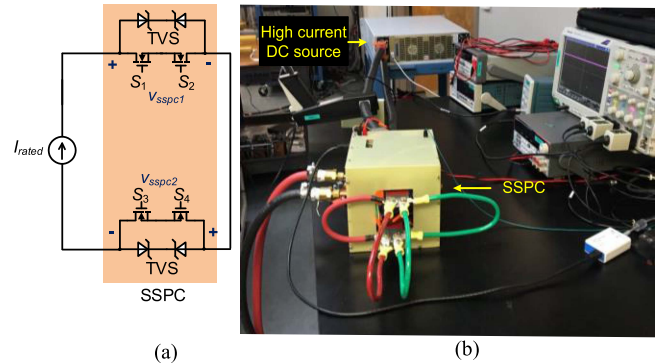 (a)
TVS
+
-
S1
S2
vsspc1
Irated
vsspc2
S3
S4
-
+
TVS
SSPC
High current
DC source
SSPC
(b)